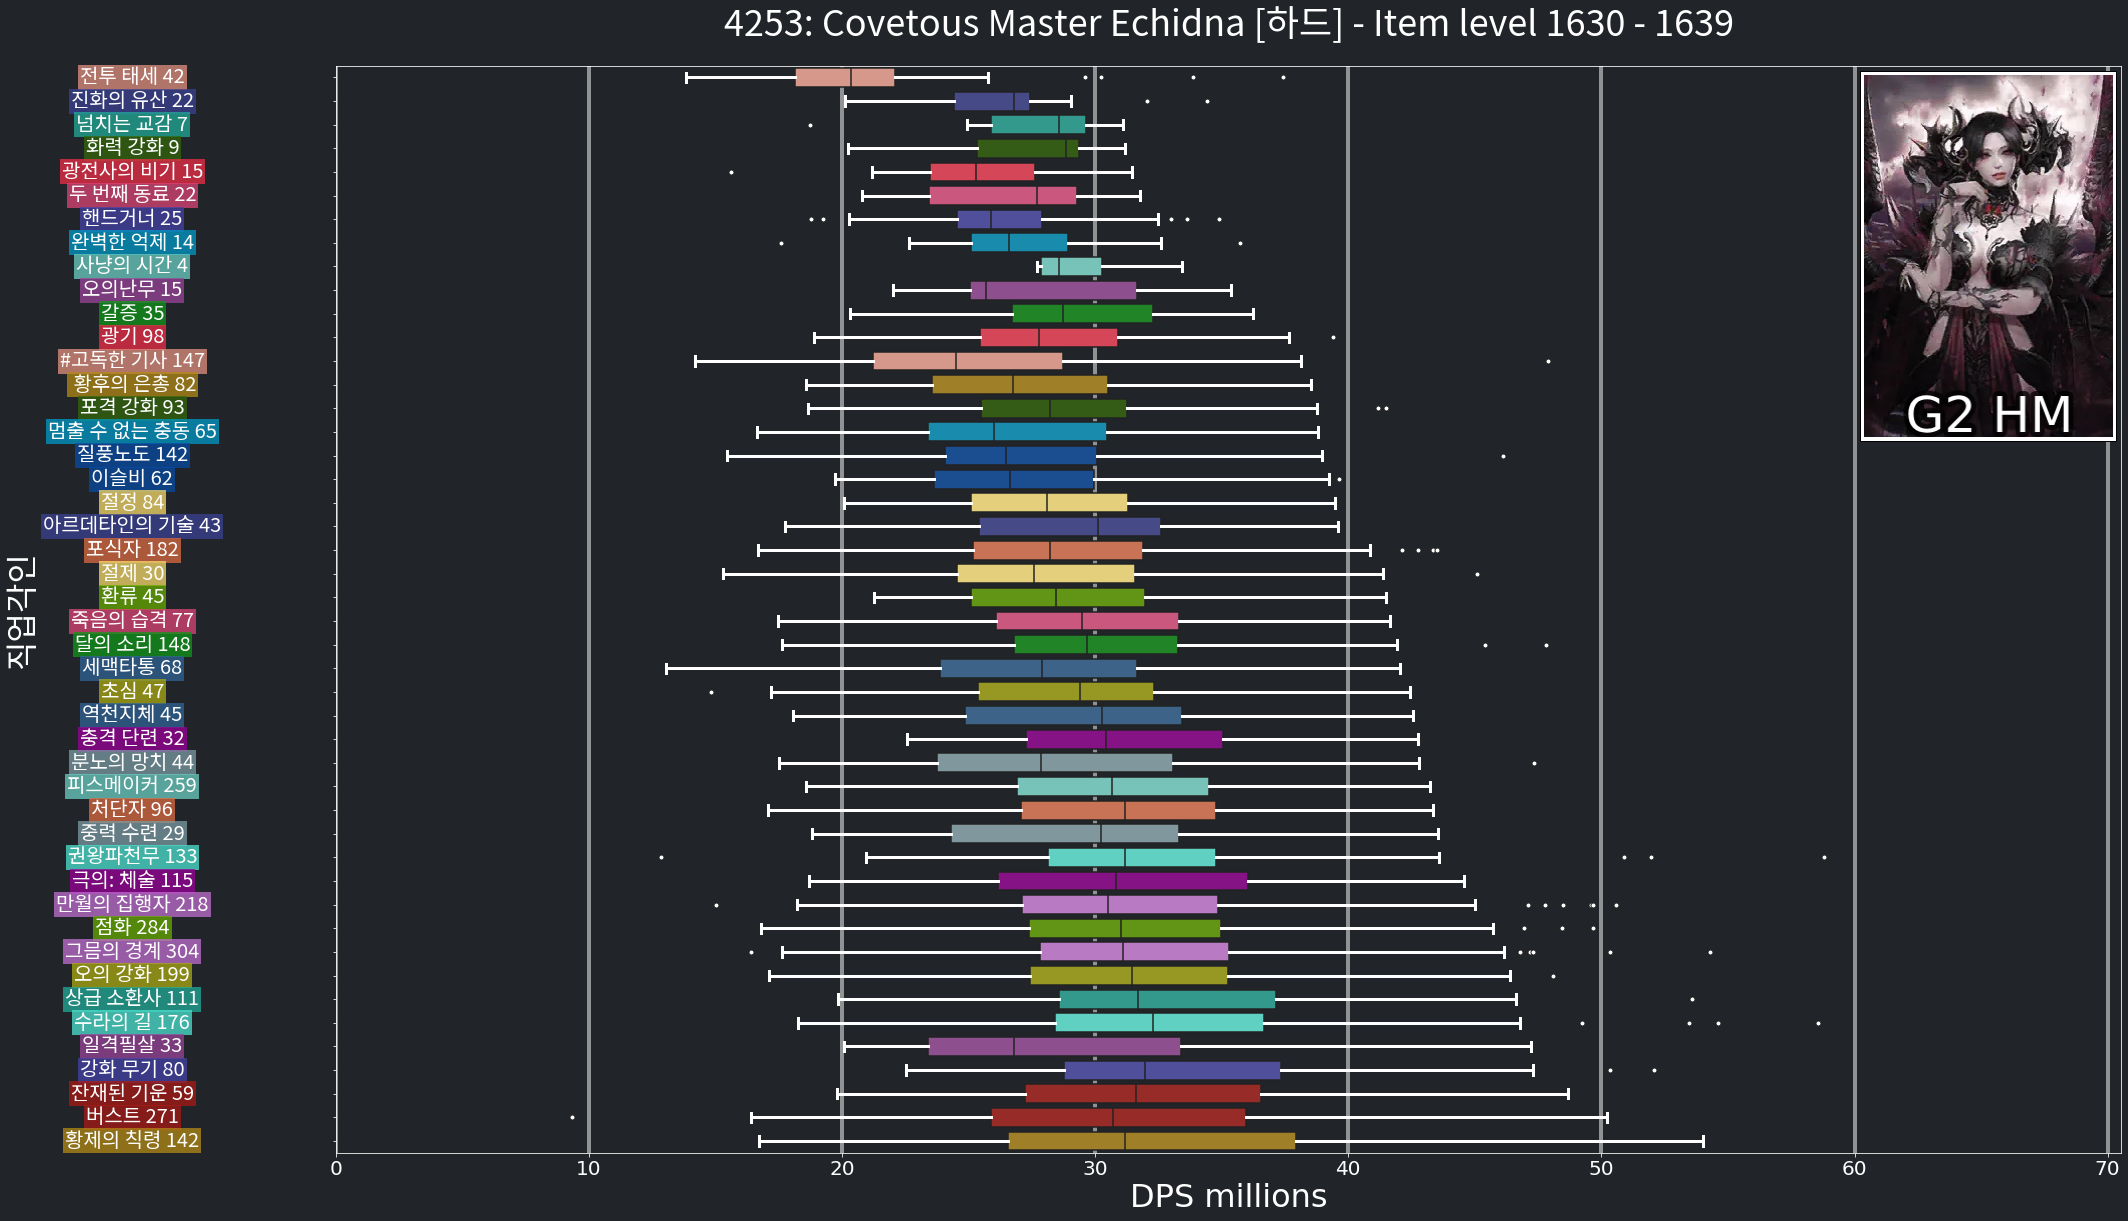 4253: Covetous Master Echidna [하드] - Item level 1630 - 1639
전투 태세 42
진화의 유산 22
넘치는 교감 7
화력 강화 9
광전사의 비기 15
두 번째 동료 22
핸드거너 25
완벽한 억제 14
사냥의 시간 4
오의난무 15
갈증 35
광기 98
#고독한 기사 147
황후의 은총 82
포격 강화 93
멈출 수 없는 충동 65
질풍노도 142
이슬비 62
절정 84
아르데타인의 기술 43
포식자 182
절제 30
환류 45
죽음의 습격 77
달의 소리 148
세맥타통 68
초심 47
역천지체 45
충격 단련 32
분노의 망치 44
피스메이커 259
처단자 96
중력 수련 29
권왕파천무 133
극의: 체술 115
만월의 집행자 218
점화 284
그믐의 경계 304
오의 강화 199
상급 소환사 111
수라의 길 176
일격필살 33
강화 무기 80
잔재된 기운 59
버스트 271
황제의 칙령 142
직업각인
G2 HM
0 10 20 30 40 50 60 70
DPS millions